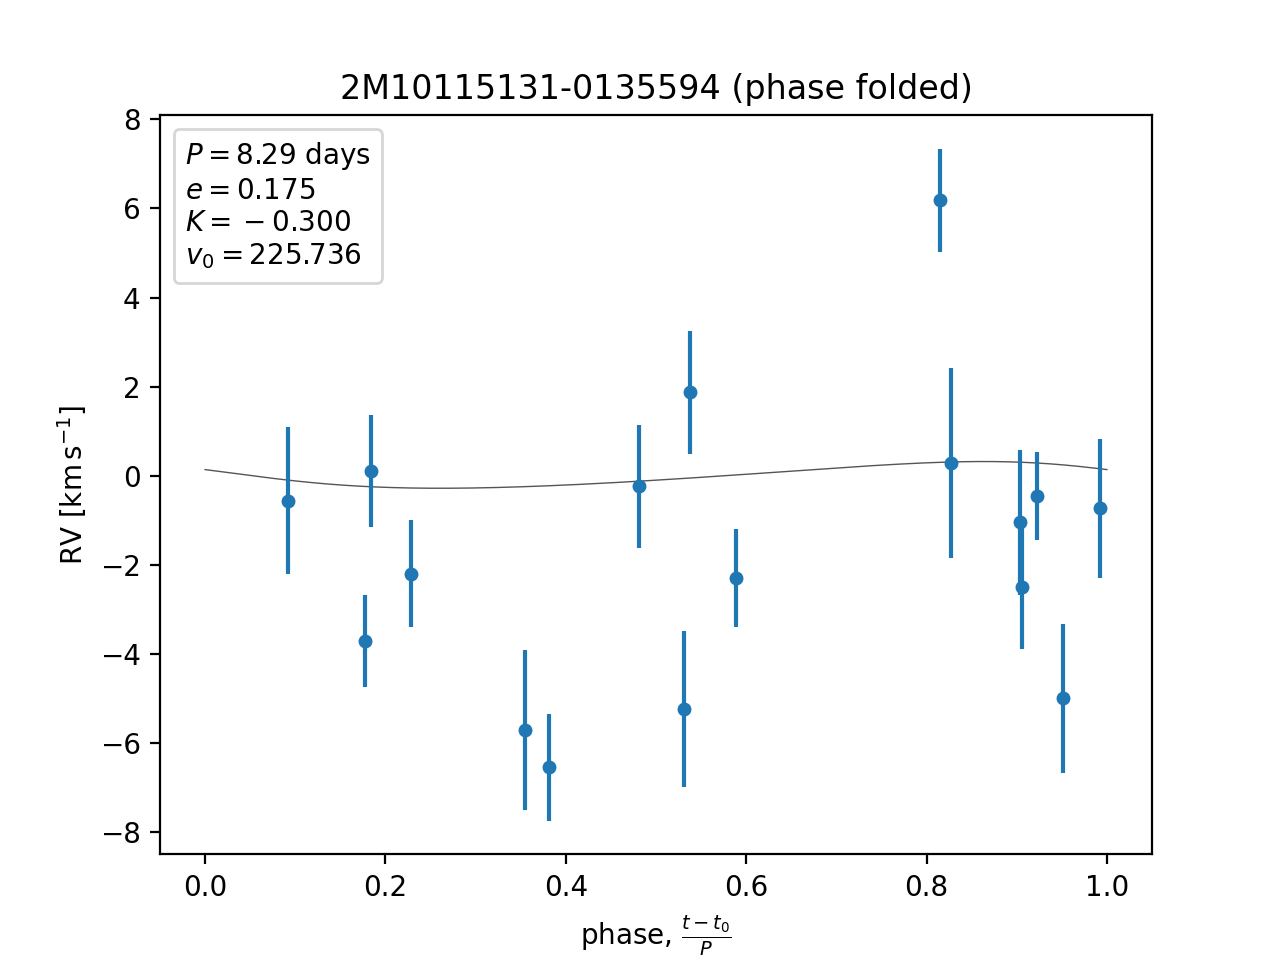 2M10115131-0135594 (phase folded)
P = 8.29 days
e = 0.175
K = −0.300
v₀ = 225.736
RV [km s⁻¹]
8
6
4
2
0
−2
−4
−6
−8
0.0 0.2 0.4 0.6 0.8 1.0
phase, (t − t₀)/P